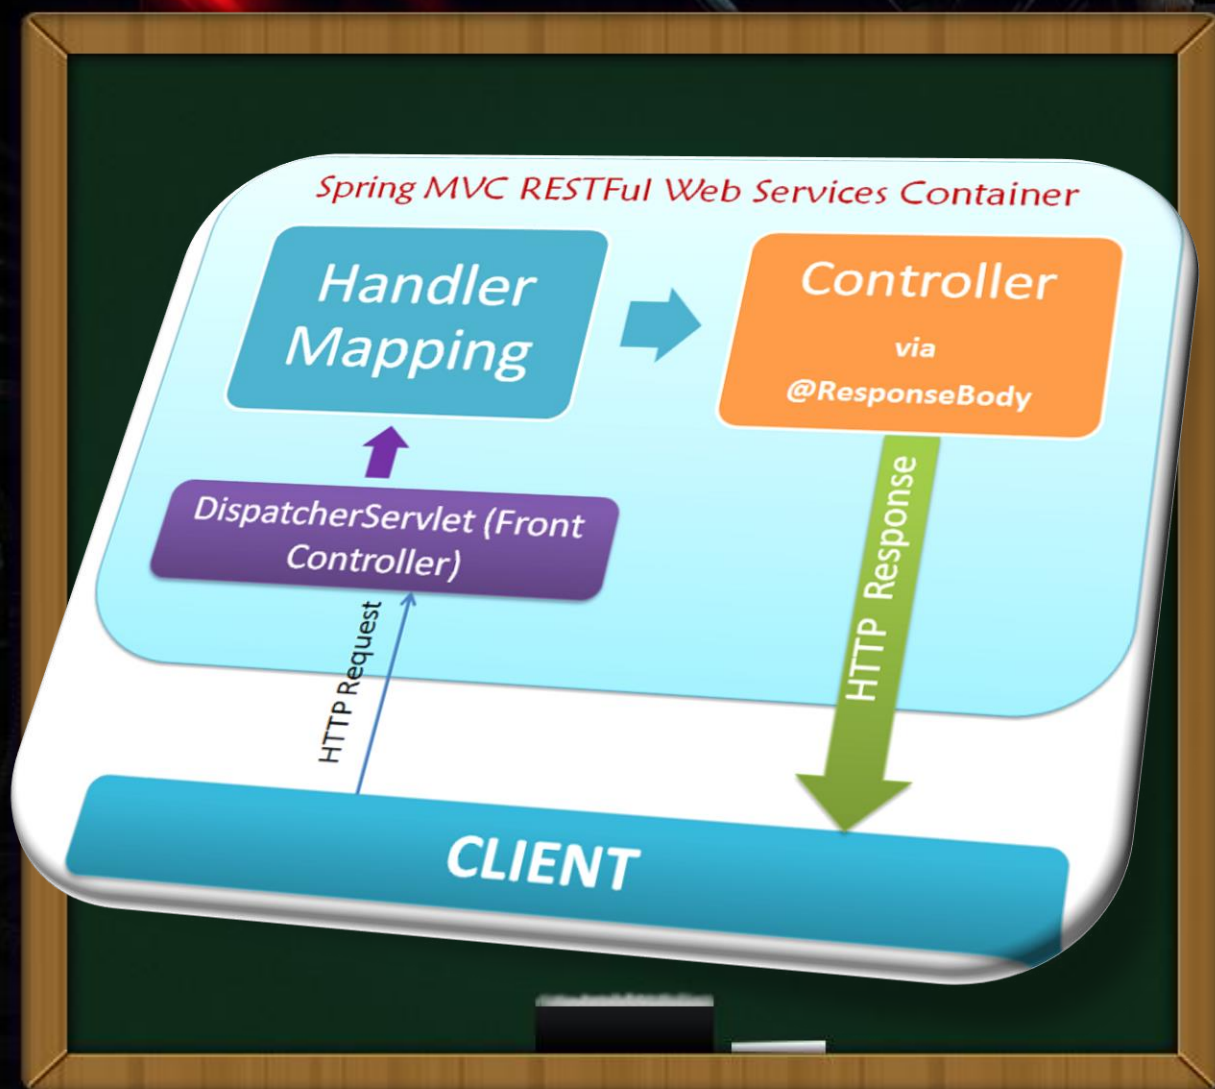 Spring MVC RESTFul Web Services Container
Handler
Mapping
Controller
via
@ResponseBody
DispatcherServlet (Front
Controller)
HTTP Request
HTTP Response
CLIENT